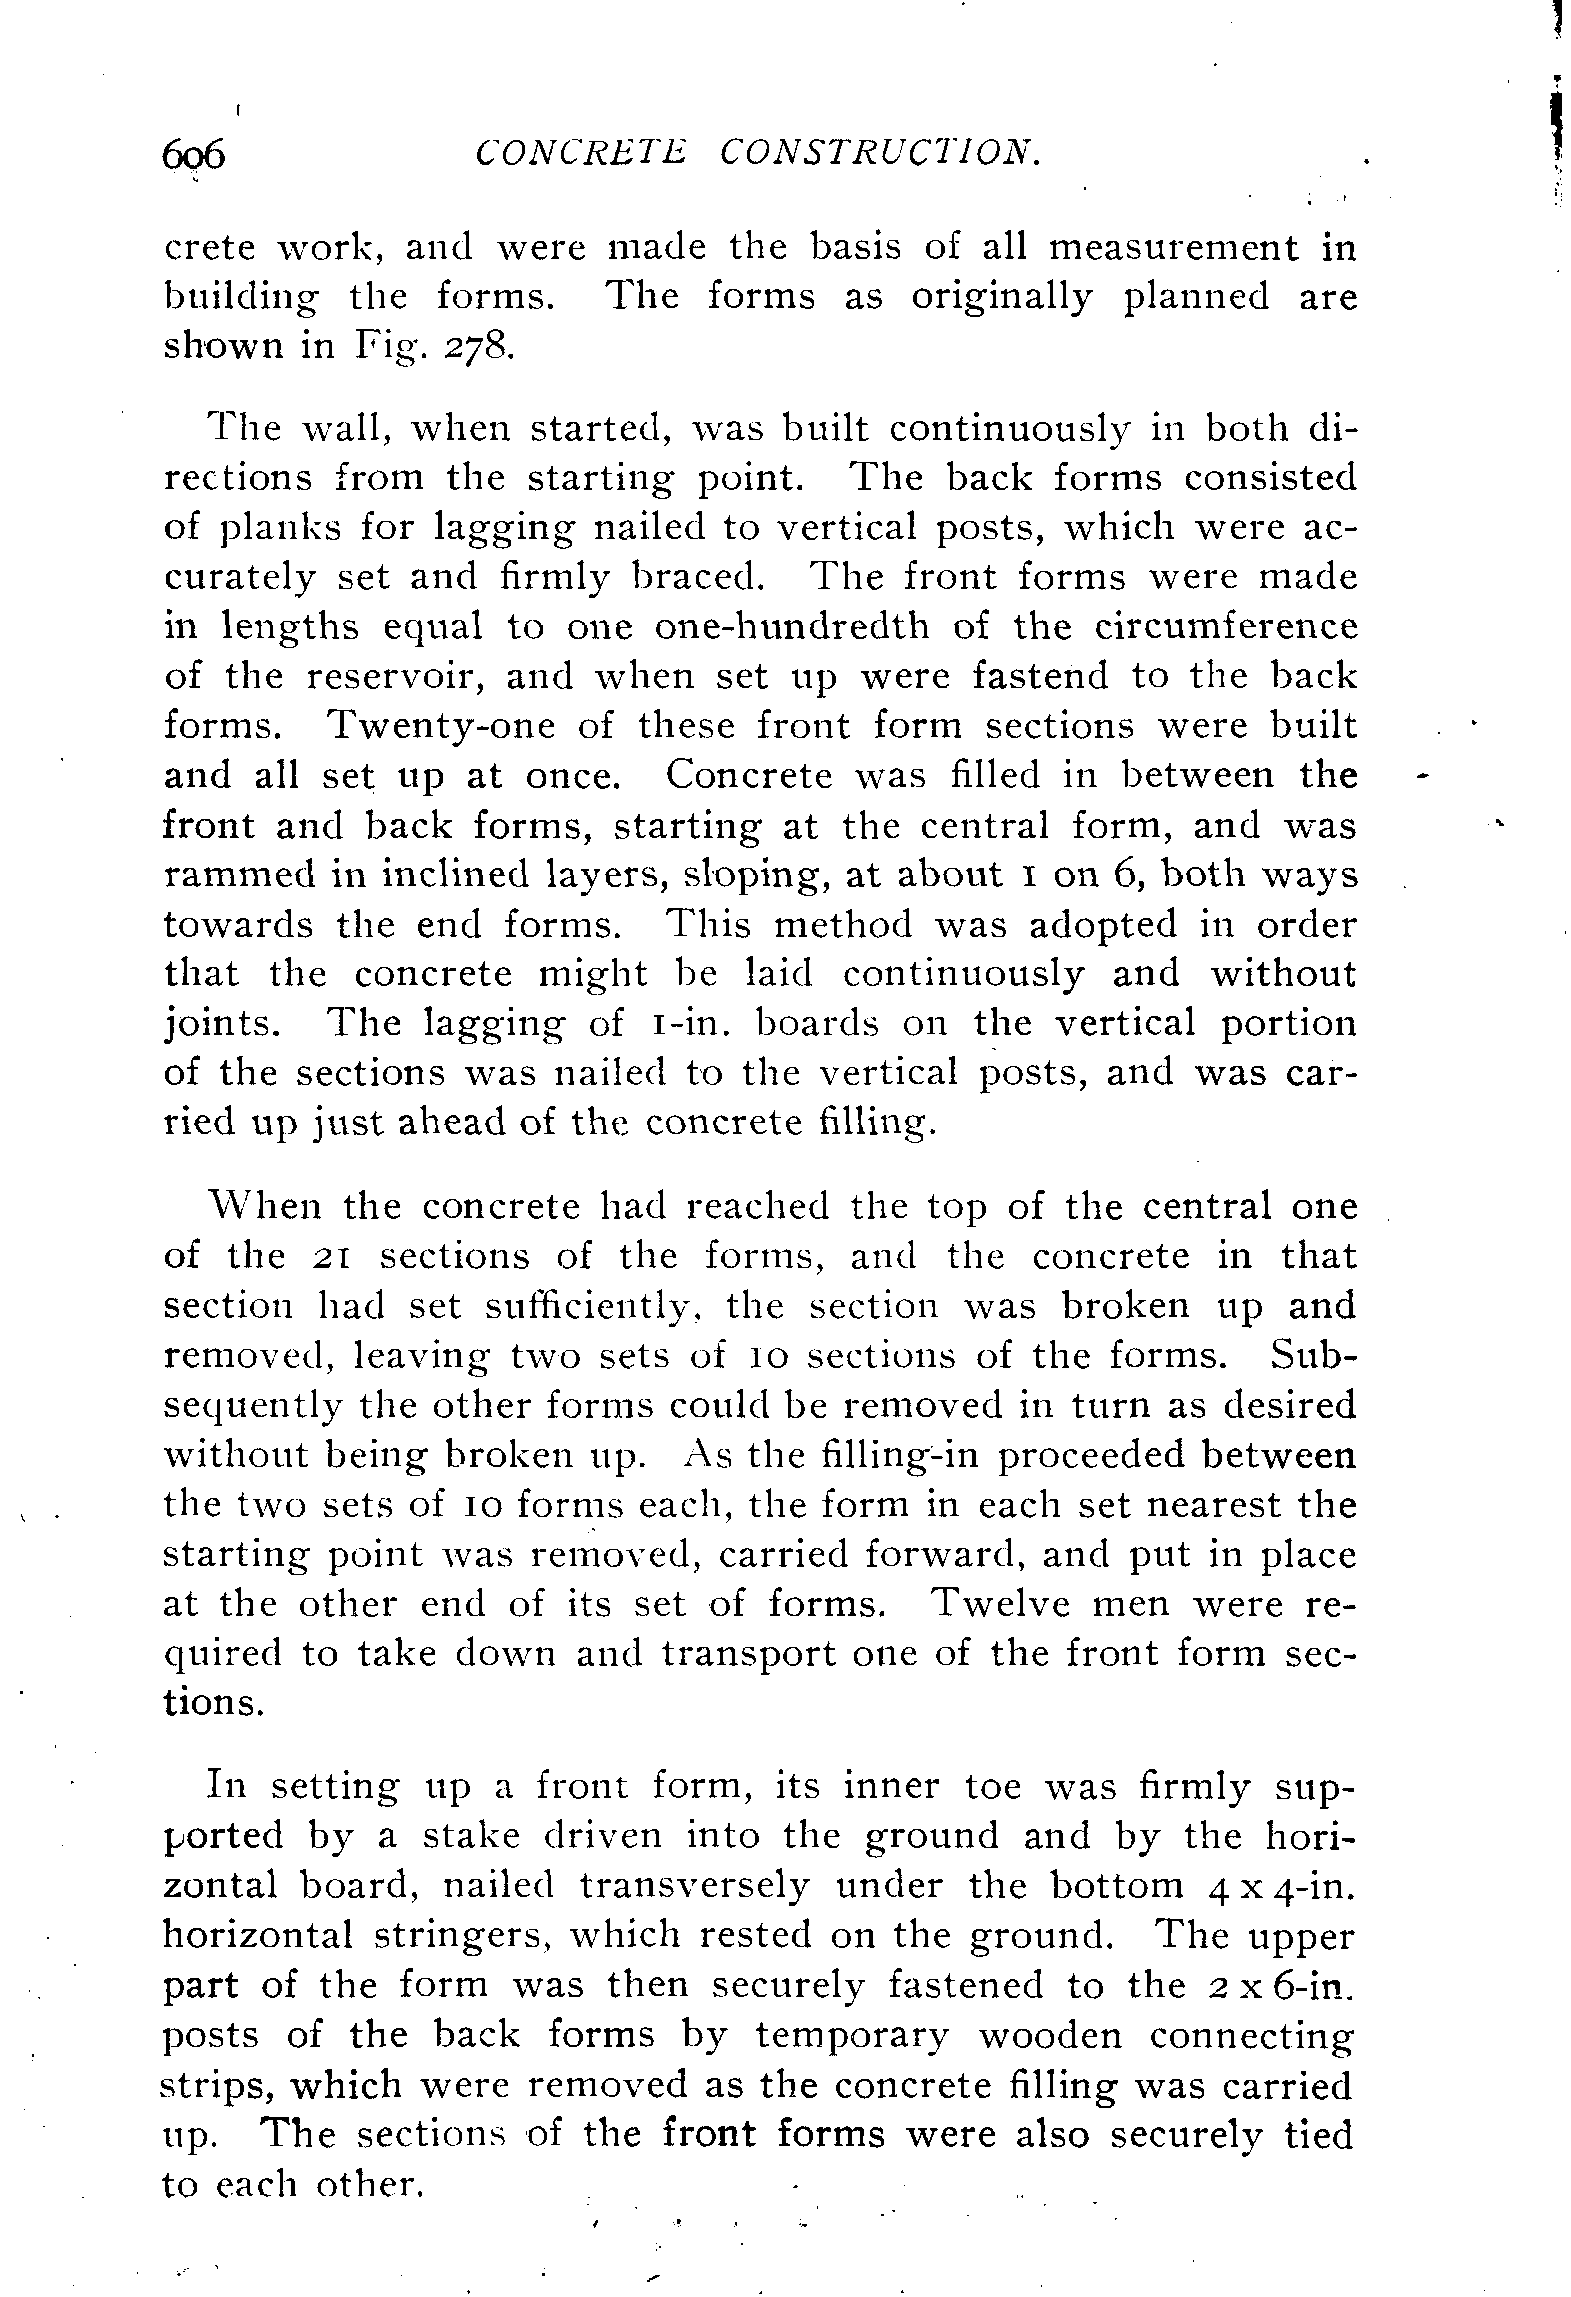 606 CONCRETE CONSTRUCTION.
crete work, and were made the basis of all measurement in
building the forms. The forms as originally planned are
shown in Fig. 278.
The wall, when started, was built continuously in both di-
rections from the starting point. The back forms consisted
of planks for lagging nailed to vertical posts, which were ac-
curately set and firmly braced. The front forms were made
in lengths equal to one one-hundredth of the circumference
of the reservoir, and when set up were fastend to the back
forms. Twenty-one of these front form sections were built
and all set up at once. Concrete was filled in between the
front and back forms, starting at the central form, and was
rammed in inclined layers, sloping, at about 1 on 6, both ways
towards the end forms. This method was adopted in order
that the concrete might be laid continuously and without
joints. The lagging of 1-in. boards on the vertical portion
of the sections was nailed to the vertical posts, and was car-
ried up just ahead of the concrete filling.
When the concrete had reached the top of the central one
of the 21 sections of the forms, and the concrete in that
section had set sufficiently, the section was broken up and
removed, leaving two sets of 10 sections of the forms. Sub-
sequently the other forms could be removed in turn as desired
without being broken up. As the filling-in proceeded between
the two sets of 10 forms each, the form in each set nearest the
starting point was removed, carried forward, and put in place
at the other end of its set of forms. Twelve men were re-
quired to take down and transport one of the front form sec-
tions.
In setting up a front form, its inner toe was firmly sup-
ported by a stake driven into the ground and by the hori-
zontal board, nailed transversely under the bottom 4 x 4-in.
horizontal stringers, which rested on the ground. The upper
part of the form was then securely fastened to the 2 x 6-in.
posts of the back forms by temporary wooden connecting
strips, which were removed as the concrete filling was carried
up. The sections of the front forms were also securely tied
to each other.